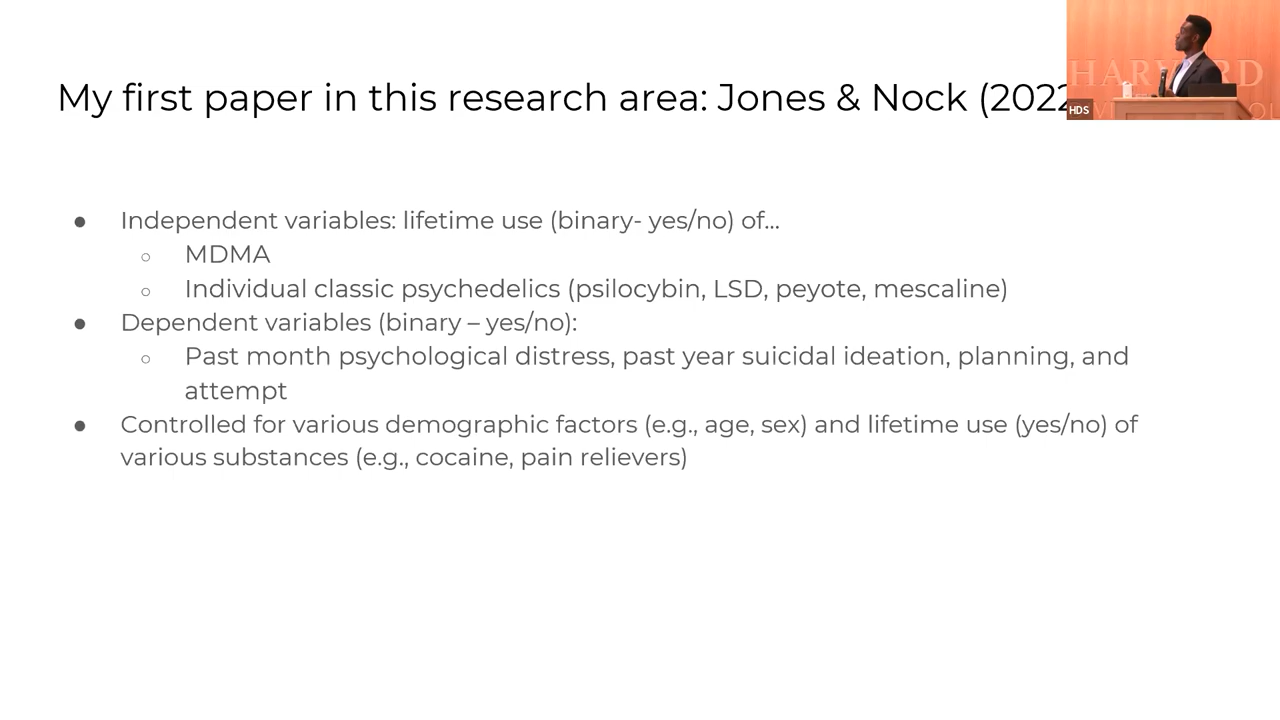 My first paper in this research area: Jones & Nock (2022
● Independent variables: lifetime use (binary- yes/no) of...
○ MDMA
○ Individual classic psychedelics (psilocybin, LSD, peyote, mescaline)
● Dependent variables (binary – yes/no):
○ Past month psychological distress, past year suicidal ideation, planning, and
attempt
● Controlled for various demographic factors (e.g., age, sex) and lifetime use (yes/no) of
various substances (e.g., cocaine, pain relievers)
HARV RD
HDS